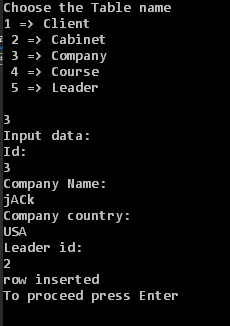 Choose the Table name
1 => Client
2 => Cabinet
3 => Company
4 => Course
5 => Leader
3
Input data:
Id:
3
Company Name:
jACk
Company country:
USA
Leader id:
2
row inserted
To proceed press Enter